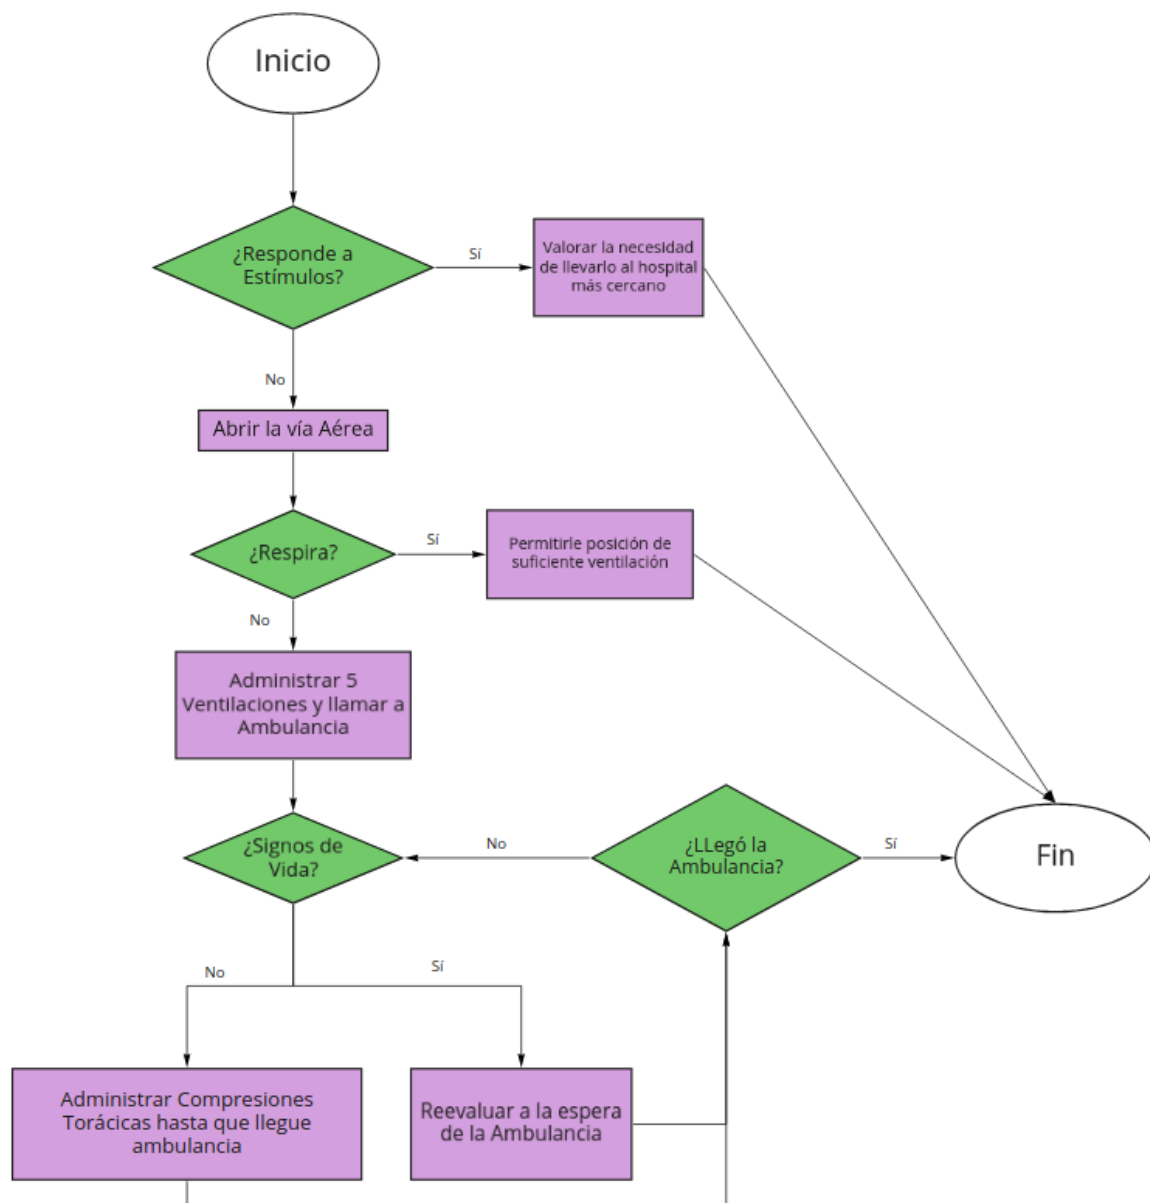 Inicio
¿Responde a
Estímulos?
Sí
Valorar la necesidad
de llevarlo al hospital
más cercano
No
Abrir la vía Aérea
¿Respira?
Sí
Permitirle posición de
suficiente ventilación
No
Administrar 5
Ventilaciones y llamar a
Ambulancia
¿Signos de
Vida?
No
¿LLegó la
Ambulancia?
Sí
Fin
No
Sí
Administrar Compresiones
Torácicas hasta que llegue
ambulancia
Reevaluar a la espera
de la Ambulancia